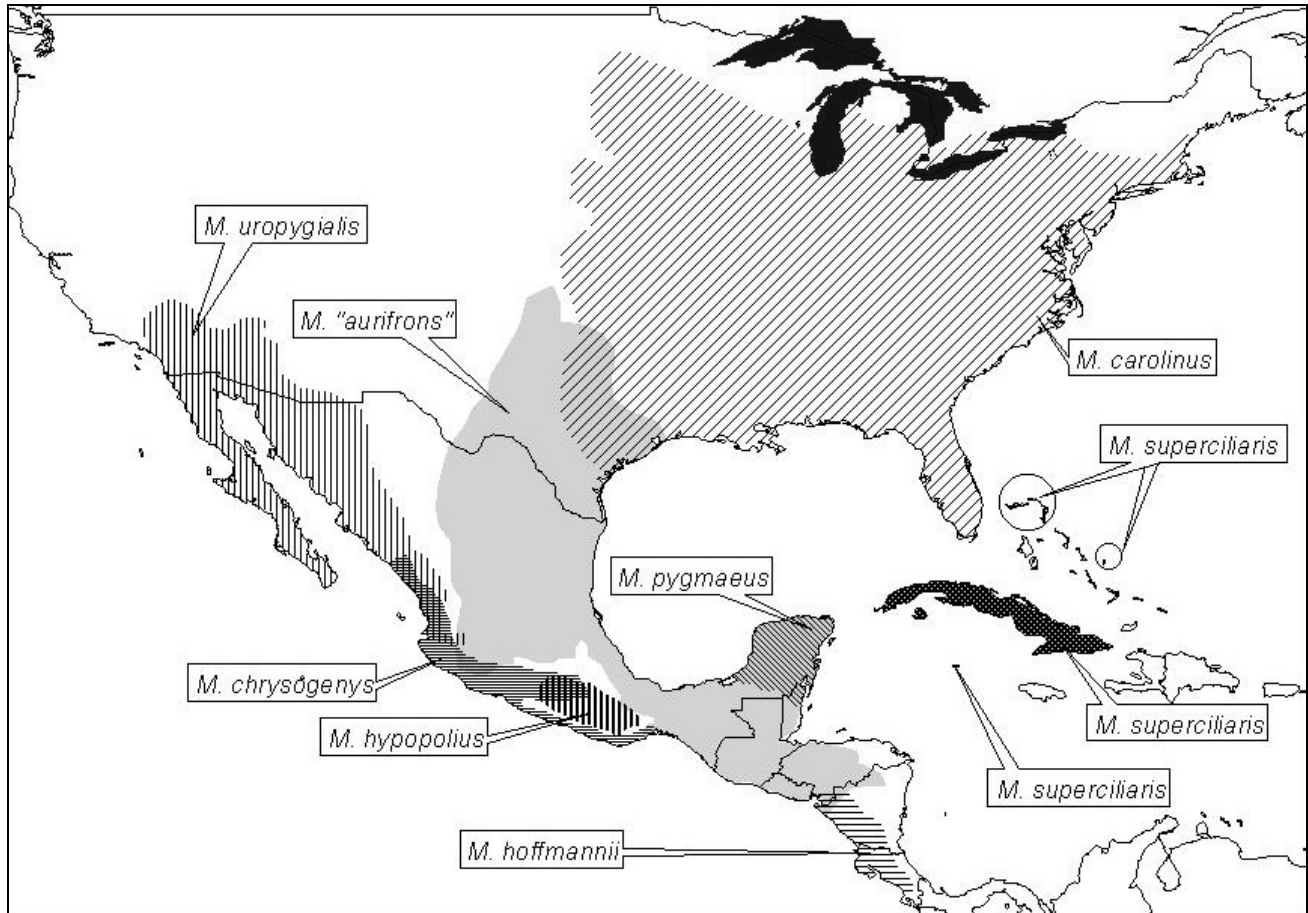 M. uropygialis
M. "aurifrons"
M. carolinus
M. superciliaris
M. pygmaeus
M. chrysogenys
M. hypopolius
M. superciliaris
M. superciliaris
M. hoffmannii